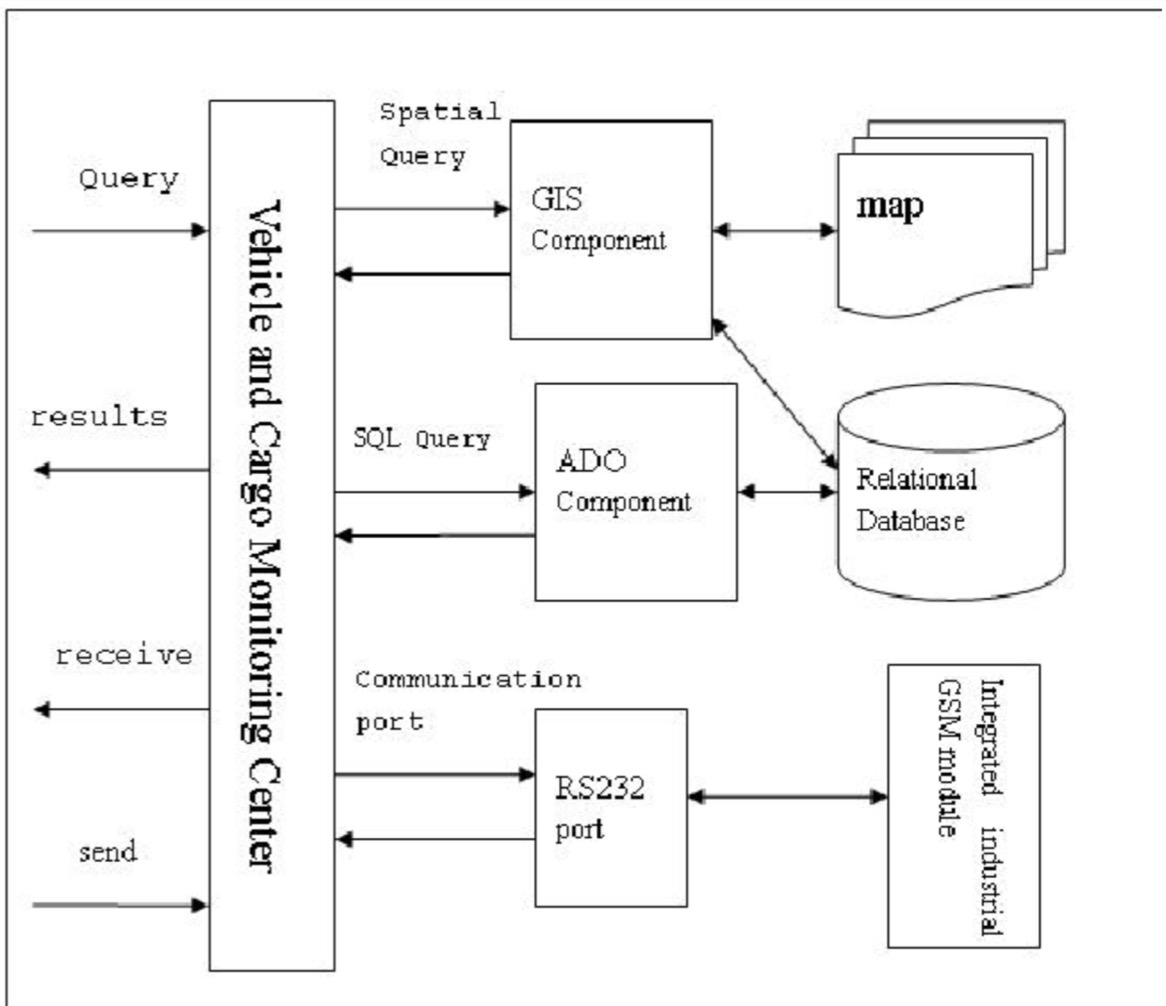 Query
results
receive
send
Vehicle and Cargo Monitoring Center
Spatial
Query
GIS
Component
map
SQL Query
ADO
Component
Relational
Database
Communication
port
RS232
port
Integrated industrial
GSM module